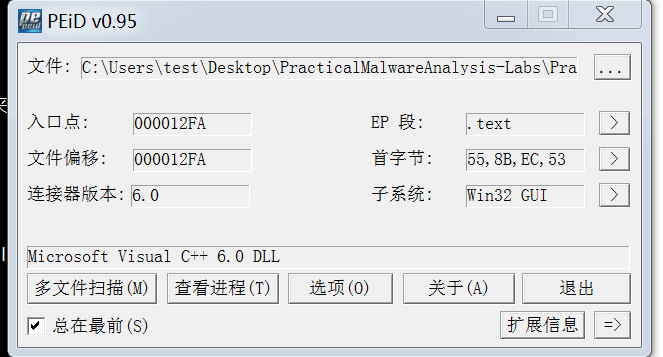 PEiD v0.95
文件: C:\Users\test\Desktop\PracticalMalwareAnalysis-Labs\Pra ...
入口点: 000012FA EP 段: .text >
文件偏移: 000012FA 首字节: 55,8B,EC,53 >
连接器版本: 6.0 子系统: Win32 GUI >
Microsoft Visual C++ 6.0 DLL
多文件扫描(M) 查看进程(T) 选项(O) 关于(A) 退出
总在最前(S) 扩展信息 =>